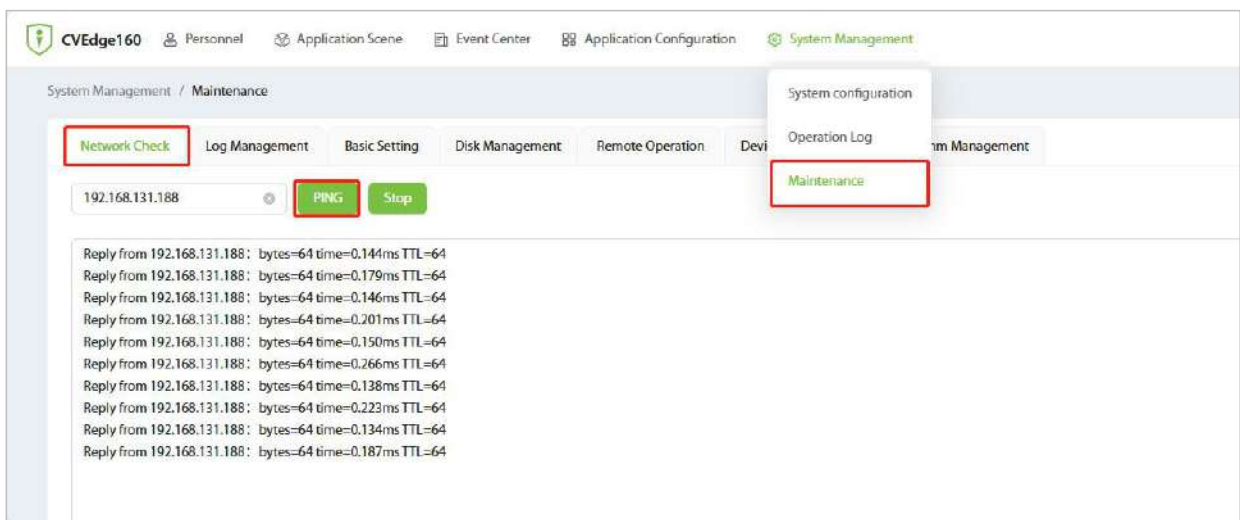 CVEdge160 Personnel Application Scene Event Center Application Configuration System Management
System Management / Maintenance
System configuration
Operation Log
Maintenance
Network Check Log Management Basic Setting Disk Management Remote Operation Management
192.168.131.188 PING Stop
Reply from 192.168.131.188: bytes=64 time=0.144ms TTL=64
Reply from 192.168.131.188: bytes=64 time=0.179ms TTL=64
Reply from 192.168.131.188: bytes=64 time=0.146ms TTL=64
Reply from 192.168.131.188: bytes=64 time=0.201ms TTL=64
Reply from 192.168.131.188: bytes=64 time=0.150ms TTL=64
Reply from 192.168.131.188: bytes=64 time=0.266ms TTL=64
Reply from 192.168.131.188: bytes=64 time=0.138ms TTL=64
Reply from 192.168.131.188: bytes=64 time=0.223ms TTL=64
Reply from 192.168.131.188: bytes=64 time=0.134ms TTL=64
Reply from 192.168.131.188: bytes=64 time=0.187ms TTL=64